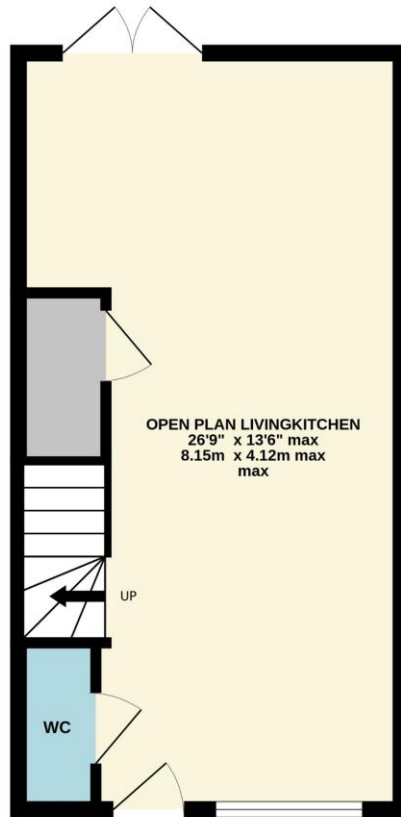 OPEN PLAN LIVINGKITCHEN
26'9" x 13'6" max
8.15m x 4.12m max
max
UP
WC